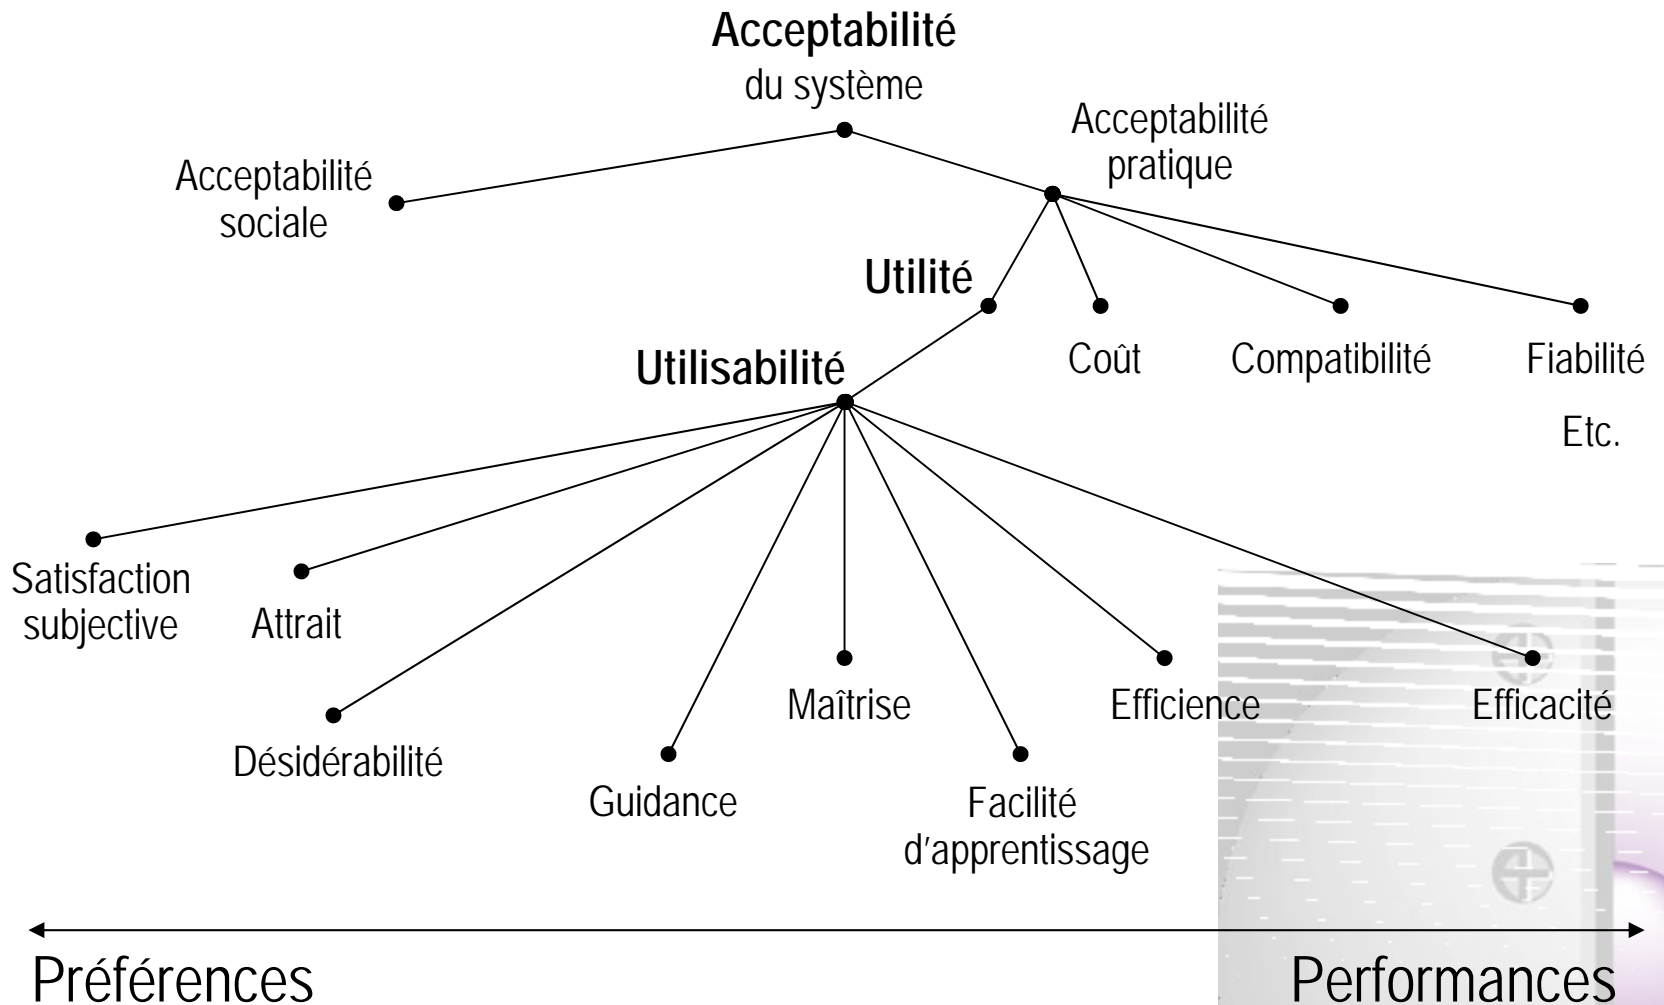 Acceptabilité
du système
Acceptabilité
pratique
Acceptabilité
sociale
Utilité
Utilisabilité
Coût
Compatibilité
Fiabilité
Etc.
Satisfaction
subjective
Attrait
Désidérabilité
Guidance
Maîtrise
Facilité
d'apprentissage
Efficience
Efficacité
Préférences
Performances